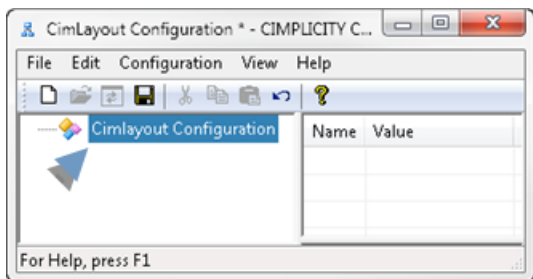 CimLayout Configuration * - CIMPLICITY C...
File Edit Configuration View Help
Cimlayout Configuration
Name Value
For Help, press F1